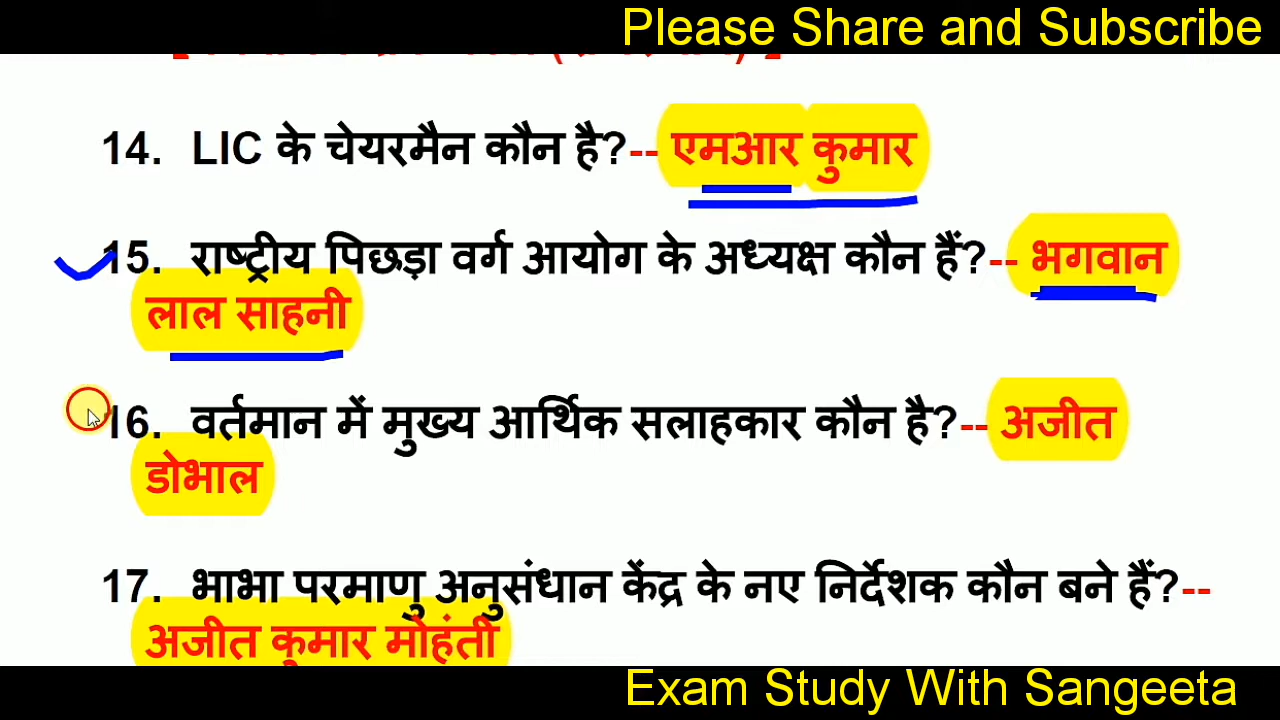 Please Share and Subscribe
14. LIC के चेयरमैन कौन है?-- एमआर कुमार
15. राष्ट्रीय पिछड़ा वर्ग आयोग के अध्यक्ष कौन हैं?-- भगवान
लाल साहनी
16. वर्तमान में मुख्य आर्थिक सलाहकार कौन है?-- अजीत
डोभाल
17. भाभा परमाणु अनुसंधान केंद्र के नए निर्देशक कौन बने हैं?--
अजीत कुमार मोहंती
Exam Study With Sangeeta